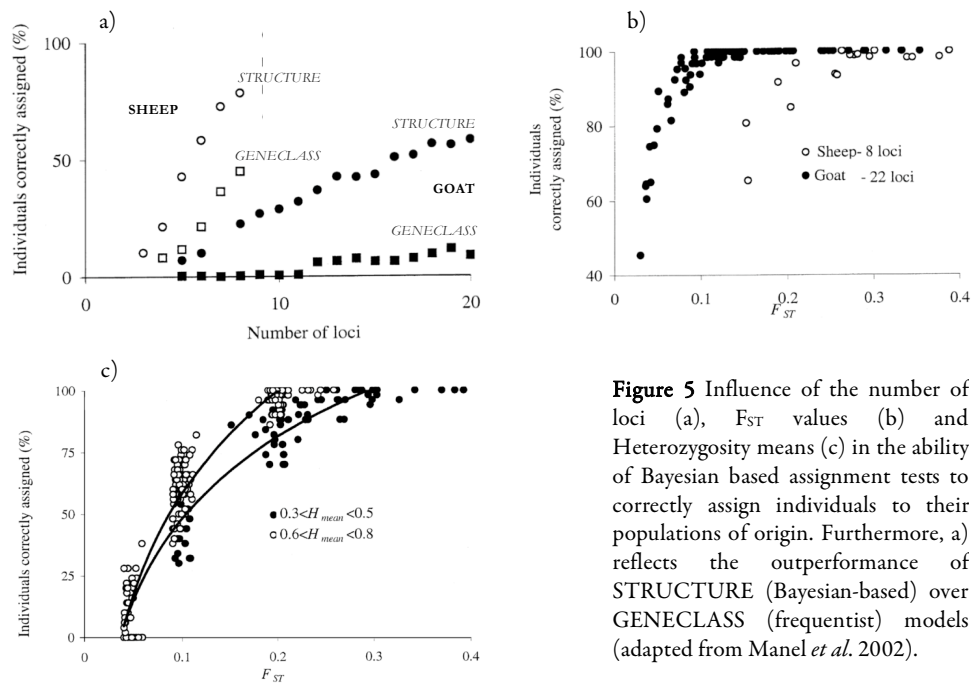 a)
Individuals correctly assigned (%)
100
50
0
0
10
20
Number of loci
SHEEP
STRUCTURE
GENECLASS
STRUCTURE
GOAT
GENECLASS
b)
Individuals
correctly assigned (%)
100
80
60
40
0
0.1
0.2
0.3
0.4
F ST
Sheep- 8 loci
Goat - 22 loci
c)
Individuals correctly assigned (%)
100
75
50
25
0
0
0.1
0.2
0.3
0.4
F ST
0.3<H mean <0.5
0.6<H mean <0.8
Figure 5 Influence of the number of
loci (a), FST values (b) and
Heterozygosity means (c) in the ability
of Bayesian based assignment tests to
correctly assign individuals to their
populations of origin. Furthermore, a)
reflects the outperformance of
STRUCTURE (Bayesian-based) over
GENECLASS (frequentist) models
(adapted from Manel et al. 2002).